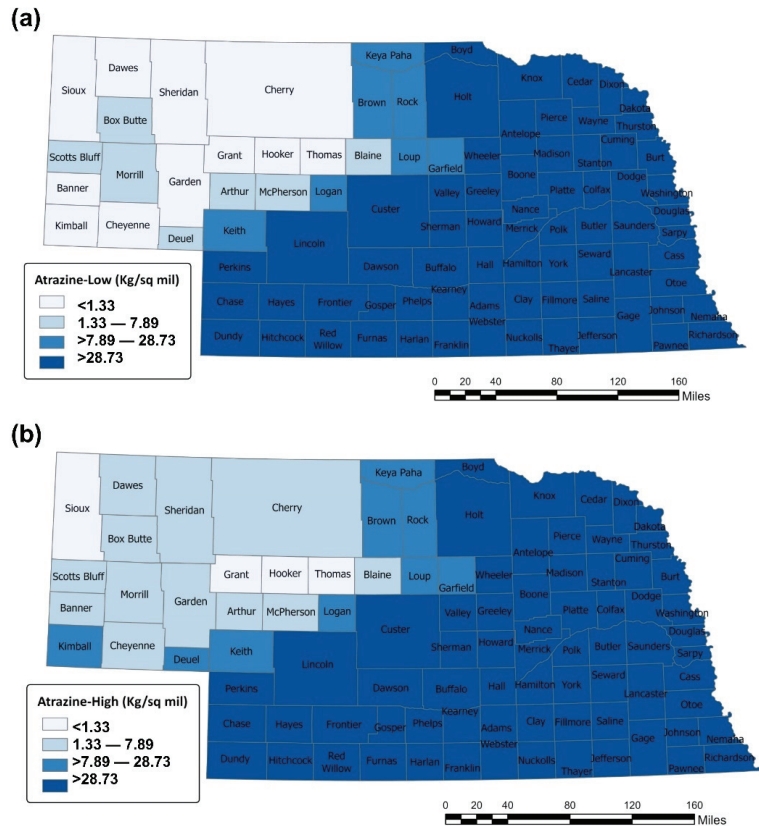 (a)
Keya Paha Boyd
Dawes Sheridan Cherry Knox Cedar Dixon
Sioux Brown Rock Holt Dakota
Box Butte Pierce Wayne Thurston
Antelope Cuming
Scotts Bluff Grant Hooker Thomas Blaine Loup Garfield Wheeler Madison Stanton Burt
Morrill Garden Boone Dodge
Banner Arthur McPherson Logan Valley Greeley Platte Colfax Washington
Custer Nance Douglas
Kimball Cheyenne Deuel Keith Lincoln Sherman Howard Merrick Polk Butler Saunders Sarpy
Perkins Dawson Buffalo Hall Hamilton York Seward Lancaster Cass
Otoe
Chase Hayes Frontier Gosper Phelps Kearney Adams Clay Fillmore Saline Gage Johnson Nemaha
Webster
Dundy Hitchcock Red Willow Furnas Harlan Franklin Nuckolls Thayer Jefferson Pawnee Richardson
Atrazine-Low (Kg/sq mil)
<1.33
1.33 — 7.89
>7.89 — 28.73
>28.73
0 20 40 80 120 160
Miles
(b)
Keya Paha Boyd
Dawes Sheridan Cherry Knox Cedar Dixon
Sioux Brown Rock Holt Dakota
Box Butte Pierce Wayne Thurston
Antelope Cuming
Scotts Bluff Grant Hooker Thomas Blaine Loup Garfield Wheeler Madison Stanton Burt
Morrill Garden Boone Dodge
Banner Arthur McPherson Logan Valley Greeley Platte Colfax Washington
Custer Nance Douglas
Kimball Cheyenne Deuel Keith Lincoln Sherman Howard Merrick Polk Butler Saunders Sarpy
Perkins Dawson Buffalo Hall Hamilton York Seward Lancaster Cass
Otoe
Chase Hayes Frontier Gosper Phelps Kearney Adams Clay Fillmore Saline Gage Johnson Nemaha
Webster
Dundy Hitchcock Red Willow Furnas Harlan Franklin Nuckolls Thayer Jefferson Pawnee Richardson
Atrazine-High (Kg/sq mil)
<1.33
1.33 — 7.89
>7.89 — 28.73
>28.73
0 20 40 80 120 160
Miles